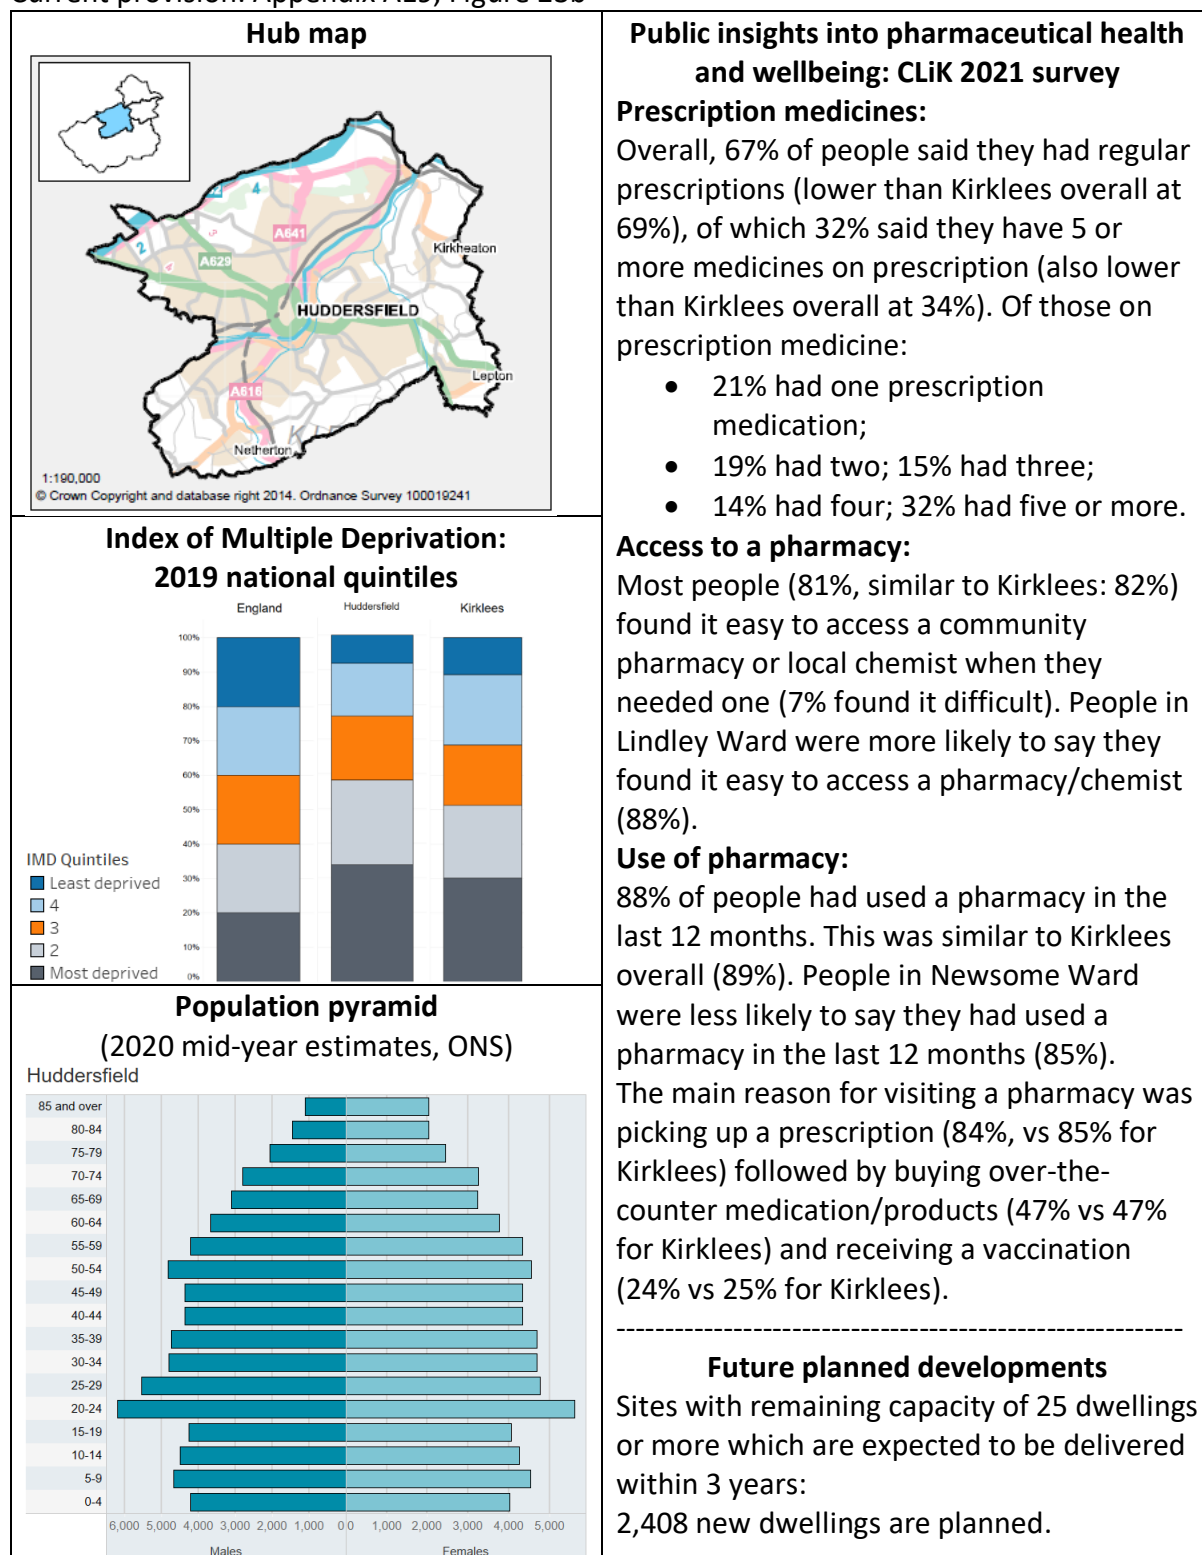 Current provision: Appendix A25, Figure 25b
Hub map
4
2
3
4
A641
A629
Kirkheaton
HUDDERSFIELD
Lepton
A616
Netherton
1:190,000
© Crown Copyright and database right 2014. Ordnance Survey 100019241
Index of Multiple Deprivation:
2019 national quintiles
England
Huddersfield
Kirklees
100%
90%
80%
70%
60%
50%
40%
30%
20%
10%
0%
IMD Quintiles
Least deprived
4
3
2
Most deprived
Population pyramid
(2020 mid-year estimates, ONS)
Huddersfield
85 and over
80-84
75-79
70-74
65-69
60-64
55-59
50-54
45-49
40-44
35-39
30-34
25-29
20-24
15-19
10-14
5-9
0-4
6,000 5,000 4,000 3,000 2,000 1,000 0 0 1,000 2,000 3,000 4,000 5,000
Males Females
Public insights into pharmaceutical health
and wellbeing: CLiK 2021 survey
Prescription medicines:
Overall, 67% of people said they had regular
prescriptions (lower than Kirklees overall at
69%), of which 32% said they have 5 or
more medicines on prescription (also lower
than Kirklees overall at 34%). Of those on
prescription medicine:
• 21% had one prescription
medication;
• 19% had two; 15% had three;
• 14% had four; 32% had five or more.
Access to a pharmacy:
Most people (81%, similar to Kirklees: 82%)
found it easy to access a community
pharmacy or local chemist when they
needed one (7% found it difficult). People in
Lindley Ward were more likely to say they
found it easy to access a pharmacy/chemist
(88%).
Use of pharmacy:
88% of people had used a pharmacy in the
last 12 months. This was similar to Kirklees
overall (89%). People in Newsome Ward
were less likely to say they had used a
pharmacy in the last 12 months (85%).
The main reason for visiting a pharmacy was
picking up a prescription (84%, vs 85% for
Kirklees) followed by buying over-the-
counter medication/products (47% vs 47%
for Kirklees) and receiving a vaccination
(24% vs 25% for Kirklees).
----------------------------------------------------------
Future planned developments
Sites with remaining capacity of 25 dwellings
or more which are expected to be delivered
within 3 years:
2,408 new dwellings are planned.